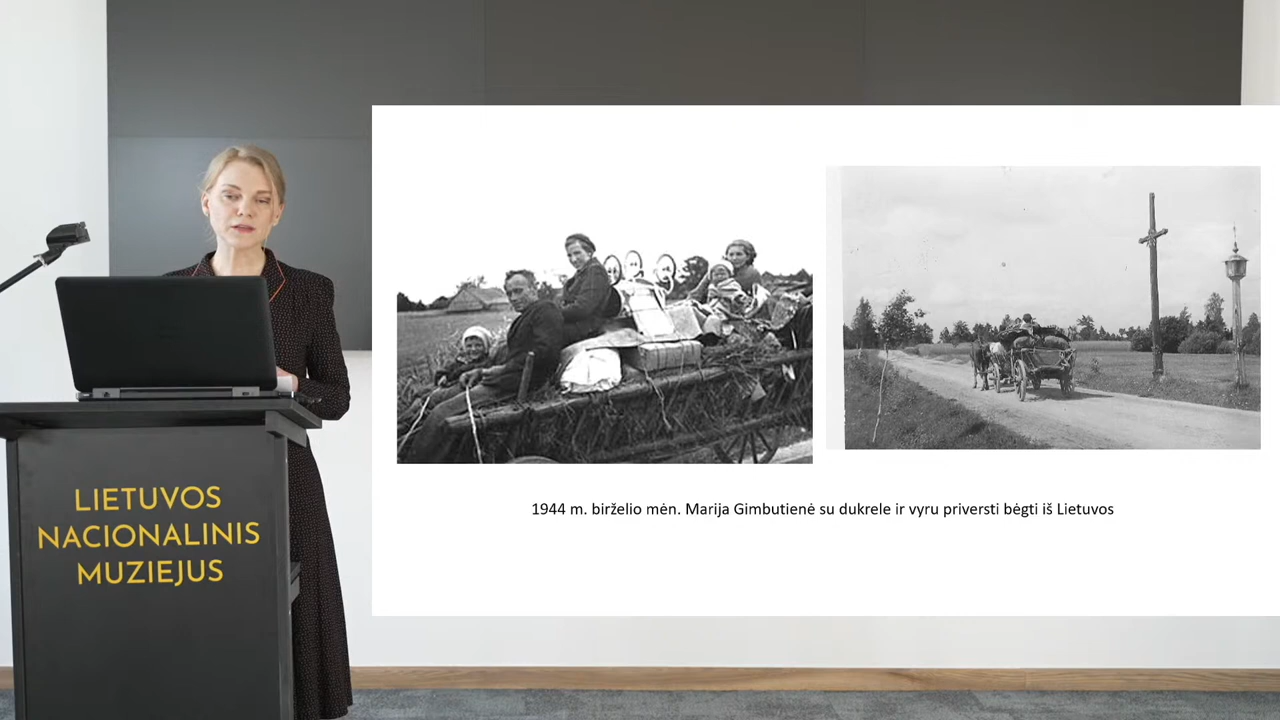 LIETUVOS
NACIONALINIS
MUZIEJUS
1944 m. birželio mėn. Marija Gimbutienė su dukrele ir vyru priversti bėgti iš Lietuvos